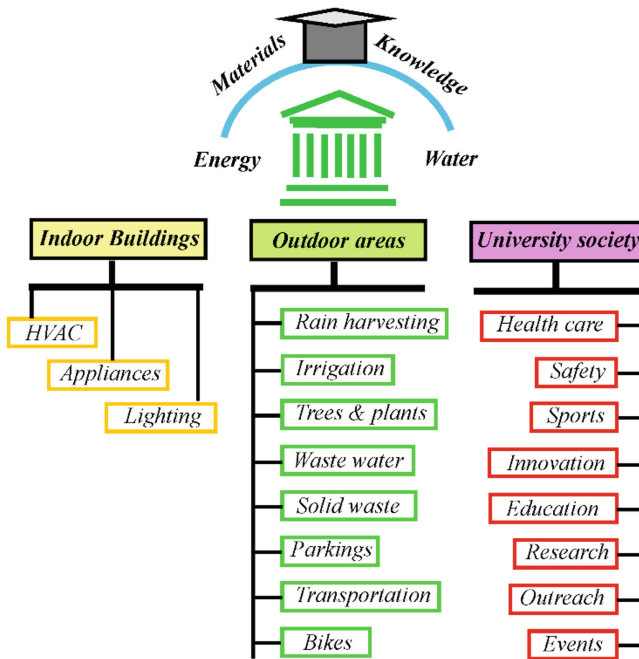 Materials
Knowledge
Energy
Water
Indoor Buildings
HVAC
Appliances
Lighting
Outdoor areas
Rain harvesting
Irrigation
Trees & plants
Waste water
Solid waste
Parkings
Transportation
Bikes
University society
Health care
Safety
Sports
Innovation
Education
Research
Outreach
Events